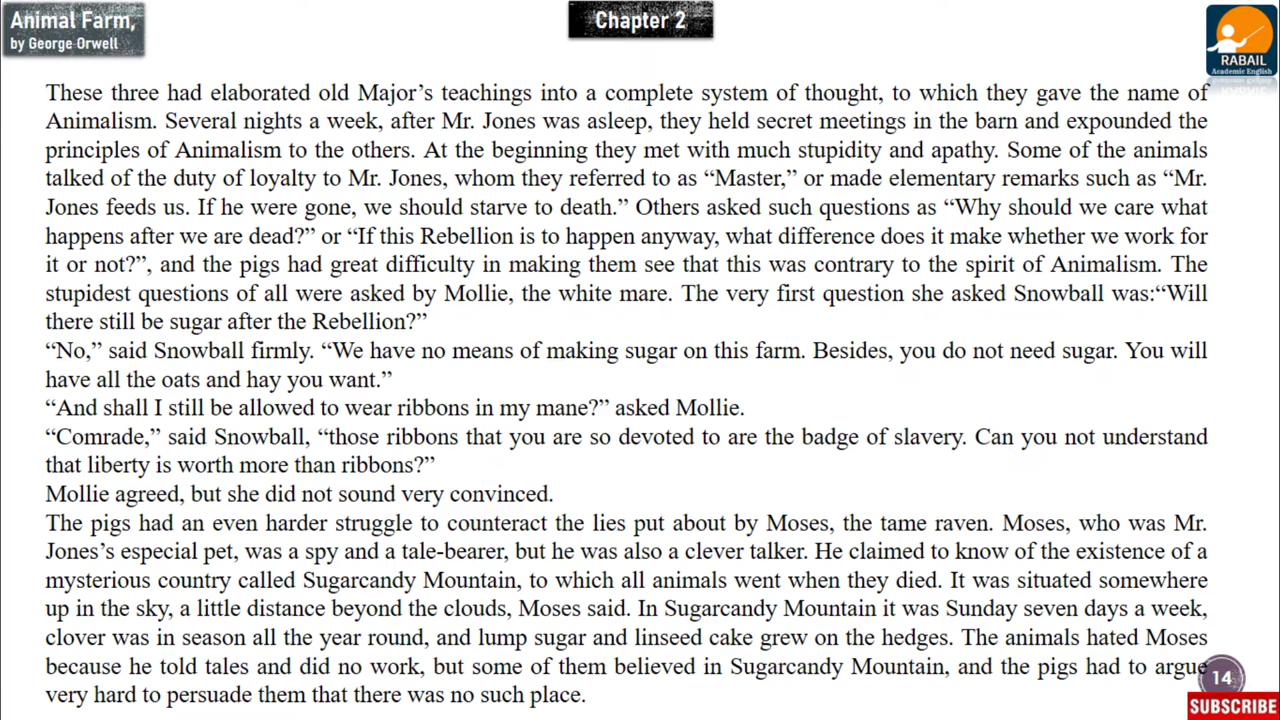 Animal Farm,
by George Orwell
Chapter 2
RABAIL
Academic English
These three had elaborated old Major’s teachings into a complete system of thought, to which they gave the name of
Animalism. Several nights a week, after Mr. Jones was asleep, they held secret meetings in the barn and expounded the
principles of Animalism to the others. At the beginning they met with much stupidity and apathy. Some of the animals
talked of the duty of loyalty to Mr. Jones, whom they referred to as “Master,” or made elementary remarks such as “Mr.
Jones feeds us. If he were gone, we should starve to death.” Others asked such questions as “Why should we care what
happens after we are dead?” or “If this Rebellion is to happen anyway, what difference does it make whether we work for
it or not?”, and the pigs had great difficulty in making them see that this was contrary to the spirit of Animalism. The
stupidest questions of all were asked by Mollie, the white mare. The very first question she asked Snowball was:“Will
there still be sugar after the Rebellion?”
“No,” said Snowball firmly. “We have no means of making sugar on this farm. Besides, you do not need sugar. You will
have all the oats and hay you want.”
“And shall I still be allowed to wear ribbons in my mane?” asked Mollie.
“Comrade,” said Snowball, “those ribbons that you are so devoted to are the badge of slavery. Can you not understand
that liberty is worth more than ribbons?”
Mollie agreed, but she did not sound very convinced.
The pigs had an even harder struggle to counteract the lies put about by Moses, the tame raven. Moses, who was Mr.
Jones’s especial pet, was a spy and a tale-bearer, but he was also a clever talker. He claimed to know of the existence of a
mysterious country called Sugarcandy Mountain, to which all animals went when they died. It was situated somewhere
up in the sky, a little distance beyond the clouds, Moses said. In Sugarcandy Mountain it was Sunday seven days a week,
clover was in season all the year round, and lump sugar and linseed cake grew on the hedges. The animals hated Moses
because he told tales and did no work, but some of them believed in Sugarcandy Mountain, and the pigs had to argue
very hard to persuade them that there was no such place.
14
SUBSCRIBE